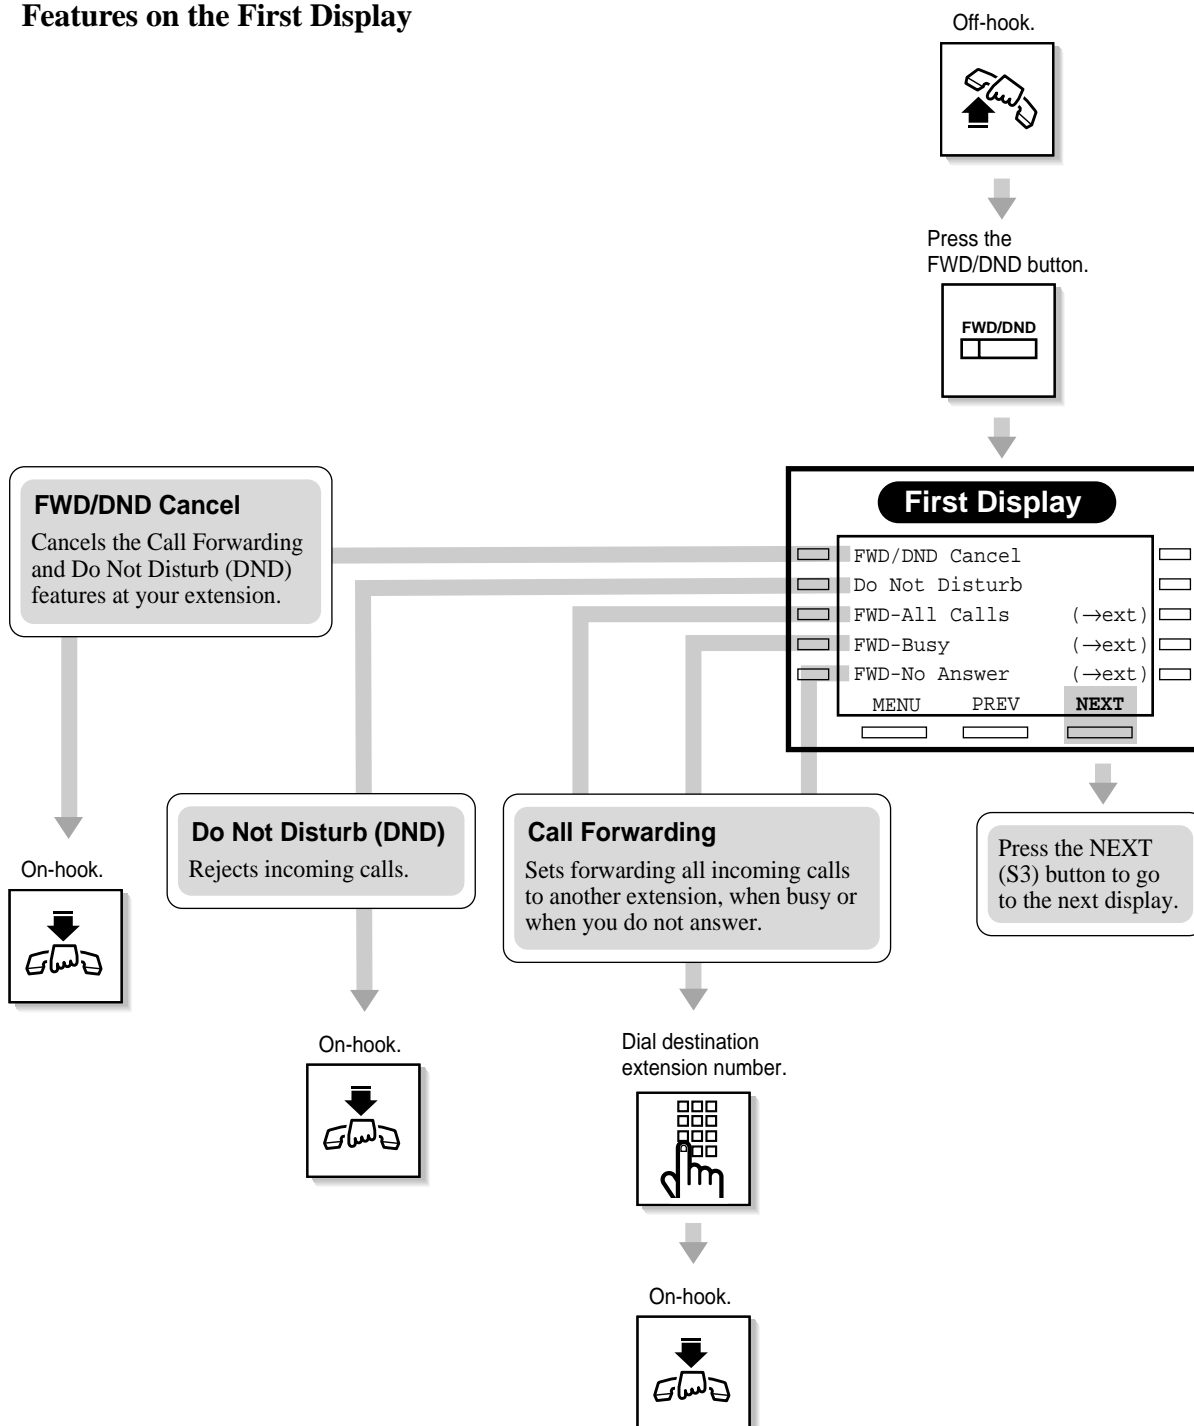 Features on the First Display
Off-hook.
Press the
FWD/DND button.
FWD/DND
First Display
FWD/DND Cancel
Do Not Disturb
FWD-All Calls (→ext)
FWD-Busy (→ext)
FWD-No Answer (→ext)
MENU PREV NEXT
FWD/DND Cancel
Cancels the Call Forwarding
and Do Not Disturb (DND)
features at your extension.
On-hook.
Do Not Disturb (DND)
Rejects incoming calls.
On-hook.
Call Forwarding
Sets forwarding all incoming calls
to another extension, when busy or
when you do not answer.
Dial destination
extension number.
On-hook.
Press the NEXT
(S3) button to go
to the next display.